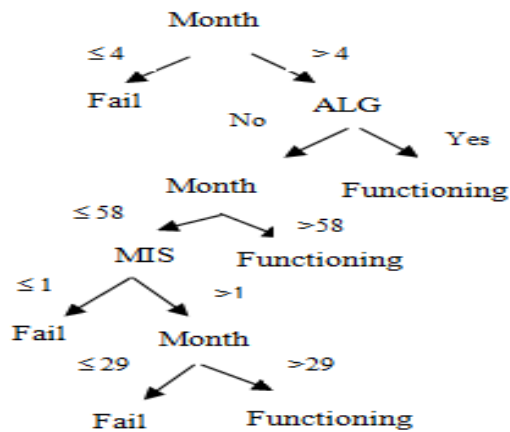 Month
≤ 4 > 4
Fail ALG
No Yes
Month Functioning
≤ 58 >58
MIS Functioning
≤ 1 >1
Fail Month
≤ 29 >29
Fail Functioning